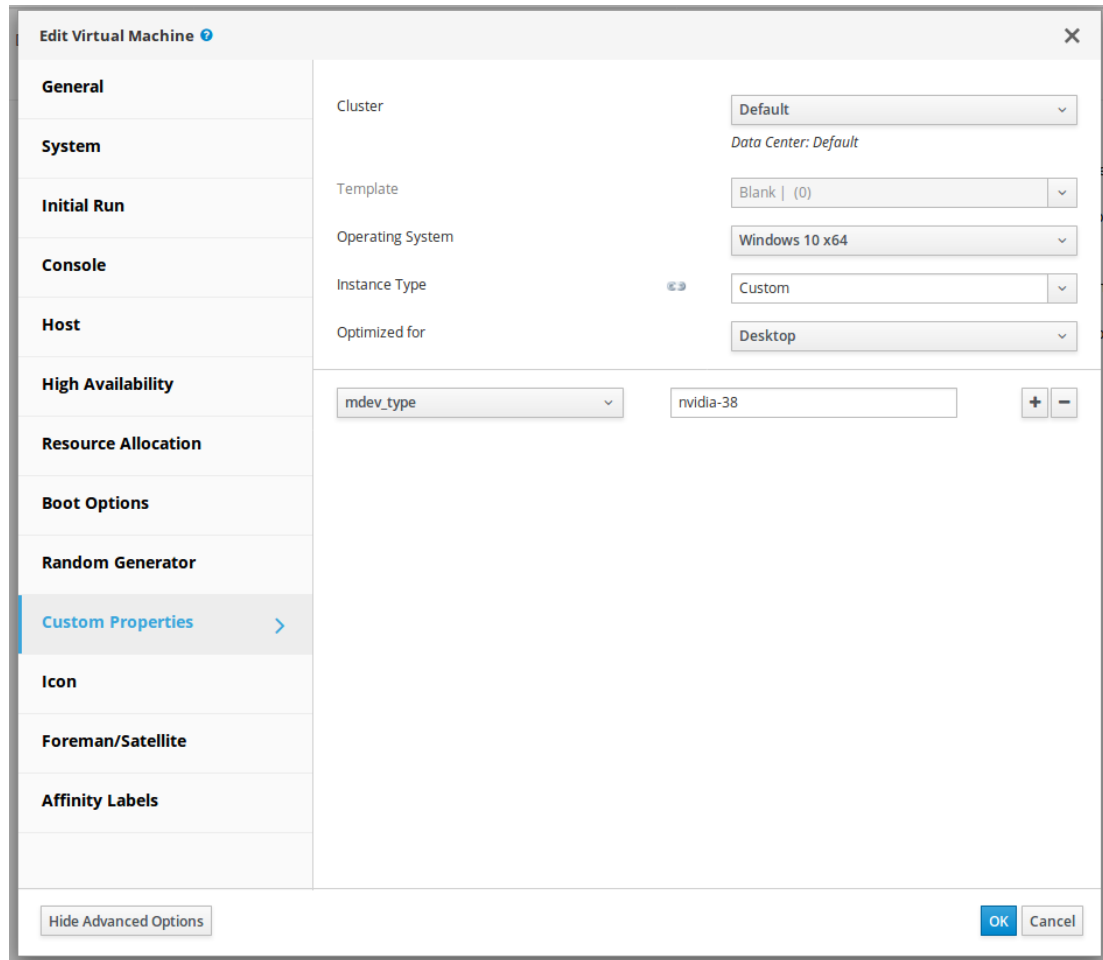 Edit Virtual Machine
General
System
Initial Run
Console
Host
High Availability
Resource Allocation
Boot Options
Random Generator
Custom Properties
Icon
Foreman/Satellite
Affinity Labels
Cluster
Default
Data Center: Default
Template
Blank | (0)
Operating System
Windows 10 x64
Instance Type
Custom
Optimized for
Desktop
mdev_type
nvidia-38
Hide Advanced Options
OK
Cancel